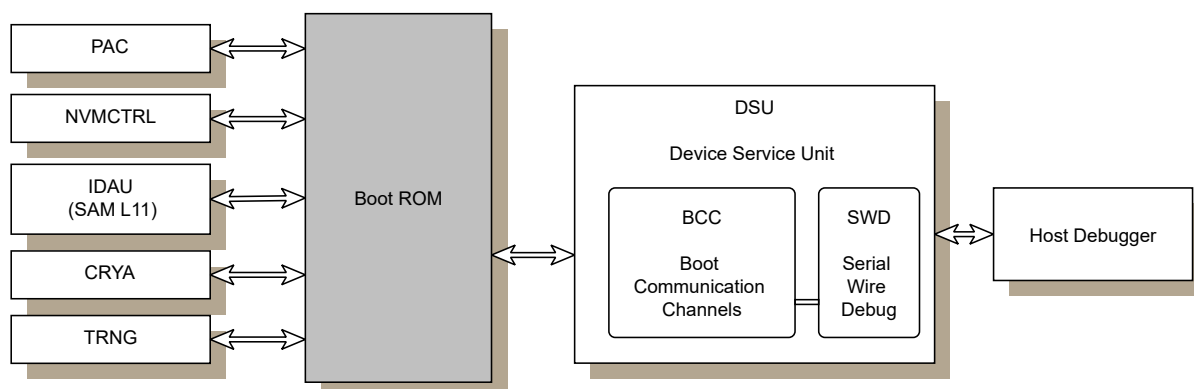 PAC
NVMCTRL
IDAU
(SAM L11)
CRYA
TRNG
Boot ROM
DSU
Device Service Unit
BCC
Boot
Communication
Channels
SWD
Serial
Wire
Debug
Host Debugger